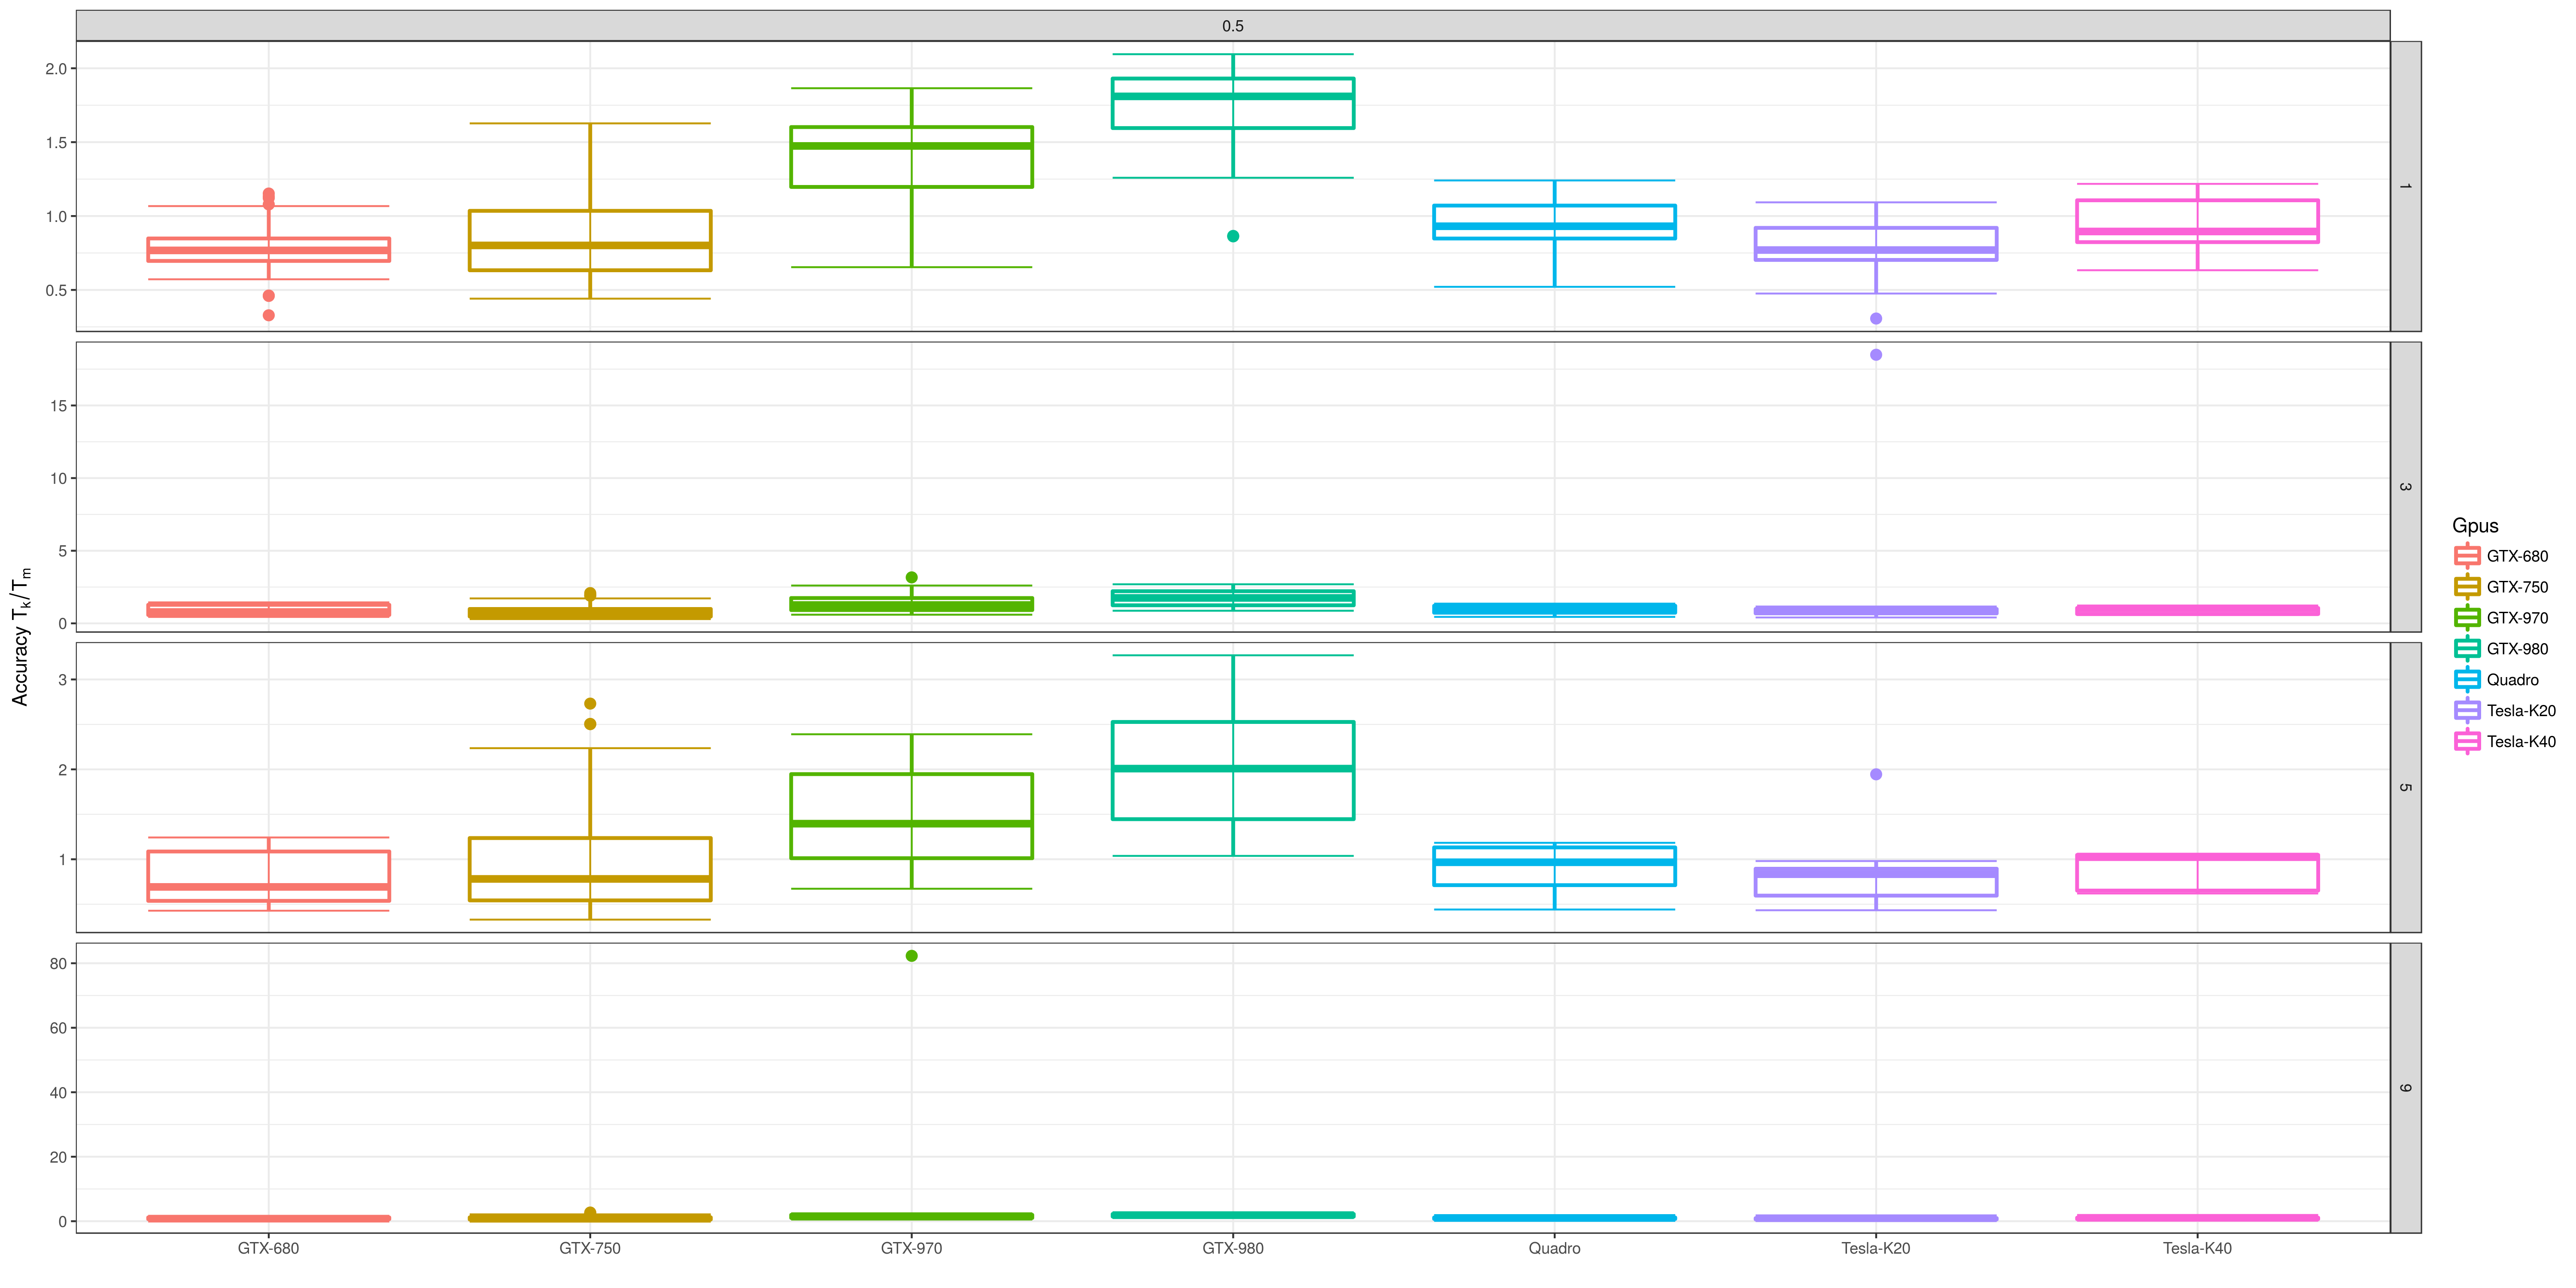 0.5
2.0
1.5
1.0
0.5
1
15
10
5
0
3
3
2
1
5
80
60
40
20
0
9
Accuracy Tk/Tm
GTX-680 GTX-750 GTX-970 GTX-980 Quadro Tesla-K20 Tesla-K40
Gpus
GTX-680
GTX-750
GTX-970
GTX-980
Quadro
Tesla-K20
Tesla-K40